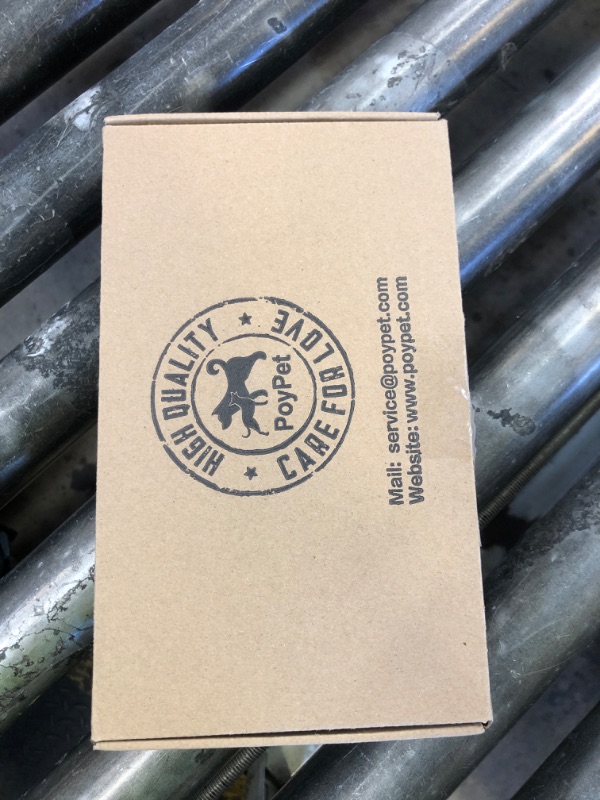 HIGH QUALITY
PoyPet
CARE FOR LOVE
Mail: service@poypet.com
Website: www.poypet.com